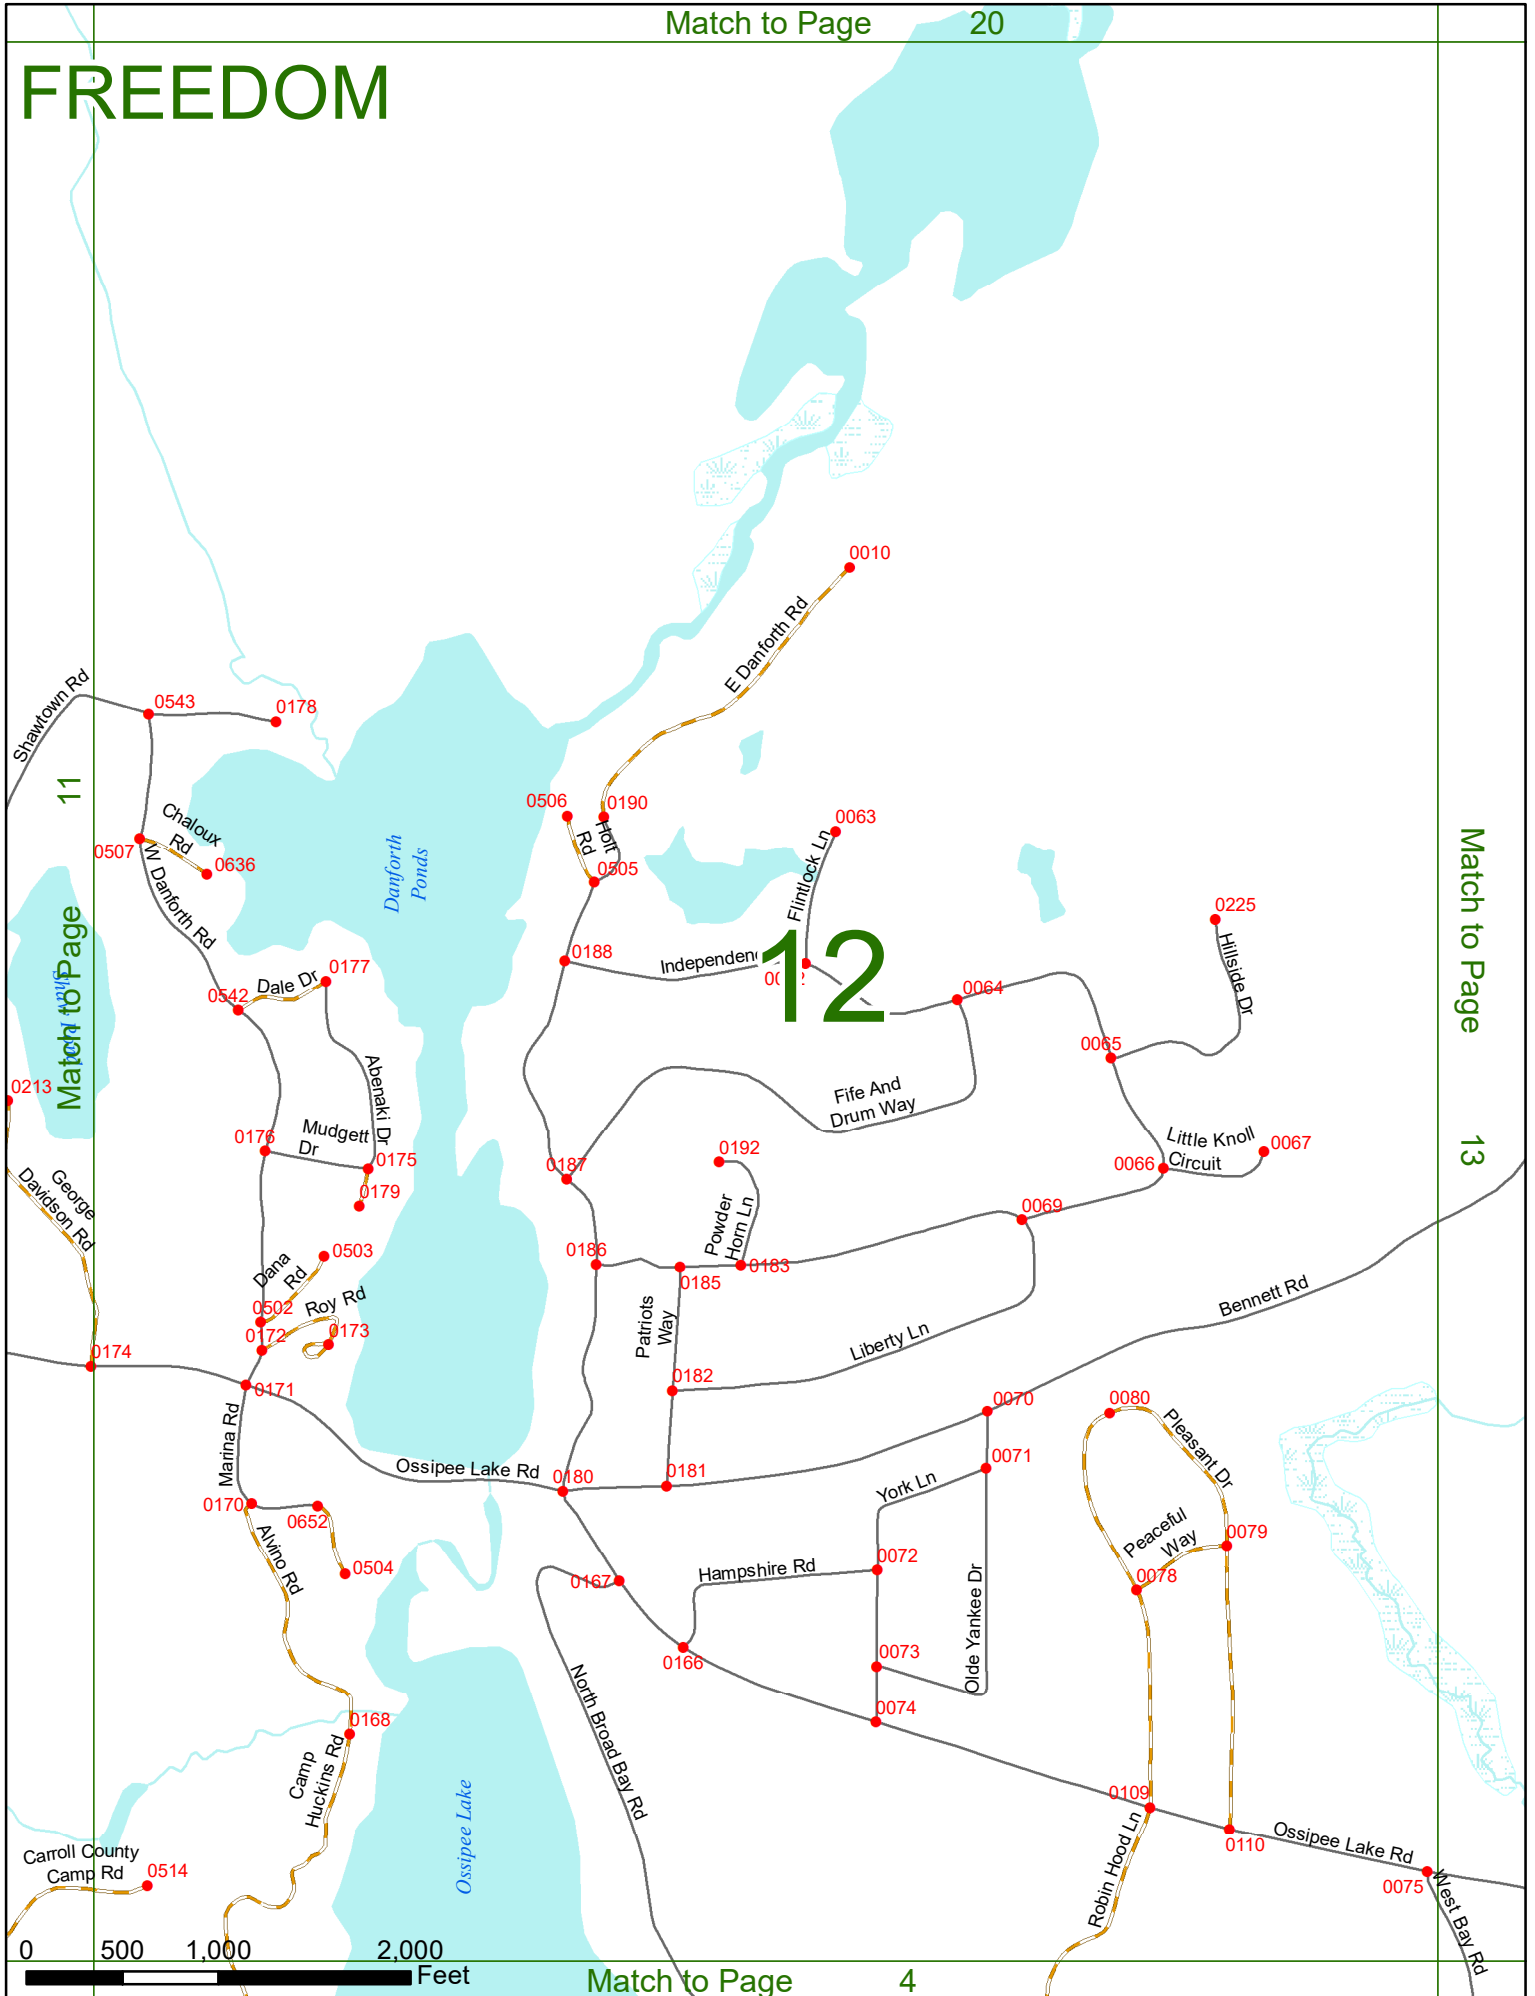 Match to Page 20
FREEDOM
0010
E Danforth Rd
Shawtown Rd
0543
0178
11
Chaloux
Rd
0507
0636
W Danforth Rd
Danforth
Ponds
0506
0190
Holt
Rd
0505
0063
Flintlock Ln
0225
Hillside Dr
Match to Page
13
Match to Page
0188
12
0064
0065
0177
Dale Dr
0542
Abenaki Dr
0213
Fife And
Drum Way
0176
Mudgett
Dr
0175
0179
0187
0192
Powder
Horn Ln
Little Knoll
Circuit
0067
0066
0069
George
Davidson Rd
0503
Dana
Rd
0502
Roy Rd
0172
0173
0186
0185
0183
Patriots
Way
Bennett Rd
Liberty Ln
0174
0171
0182
Marina Rd
0070
0080
Pleasant Dr
0071
Ossipee Lake Rd
0180
0181
York Ln
0170
0652
Alvino Rd
0504
Peaceful
Way
0079
0078
0072
Hampshire Rd
0167
Olde Yankee Dr
0166
0073
0074
North Broad Bay Rd
0168
Camp
Huckins Rd
Ossipee Lake
0109
Robin Hood Ln
0110
Ossipee Lake Rd
0075
West Bay Rd
Carroll County
Camp Rd
0514
0 500 1,000 2,000
Feet
Match to Page 4